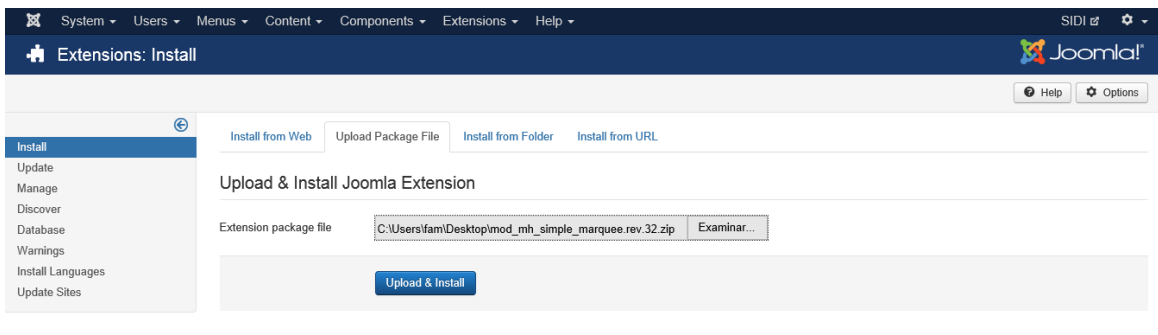 System Users Menus Content Components Extensions Help SIDI
Extensions: Install Joomla!
Help Options
Install from Web Upload Package File Install from Folder Install from URL
Install
Update
Manage
Discover
Database
Warnings
Install Languages
Update Sites
Upload & Install Joomla Extension
Extension package file C:\Users\fam\Desktop\mod_mh_simple_marquee.rev.32.zip Examinar...
Upload & Install